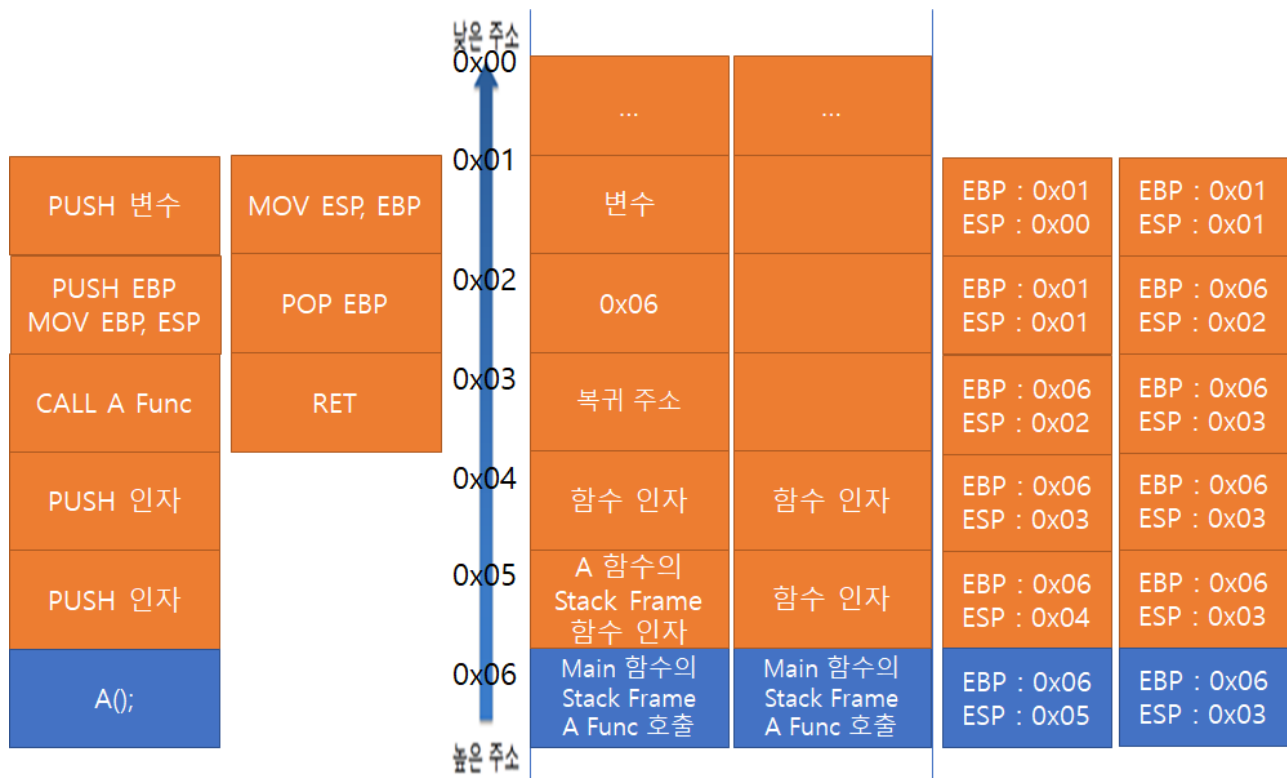 낮은 주소
0x00
...
...
0x01
PUSH 변수
MOV ESP, EBP
변수
EBP : 0x01
ESP : 0x00
EBP : 0x01
ESP : 0x01
0x02
PUSH EBP
MOV EBP, ESP
POP EBP
0x06
EBP : 0x01
ESP : 0x01
EBP : 0x06
ESP : 0x02
0x03
CALL A Func
RET
복귀 주소
EBP : 0x06
ESP : 0x02
EBP : 0x06
ESP : 0x03
0x04
PUSH 인자
함수 인자
함수 인자
EBP : 0x06
ESP : 0x03
EBP : 0x06
ESP : 0x03
0x05
PUSH 인자
A 함수의
Stack Frame
함수 인자
함수 인자
EBP : 0x06
ESP : 0x04
EBP : 0x06
ESP : 0x03
0x06
A();
Main 함수의
Stack Frame
A Func 호출
Main 함수의
Stack Frame
A Func 호출
EBP : 0x06
ESP : 0x05
EBP : 0x06
ESP : 0x03
높은 주소